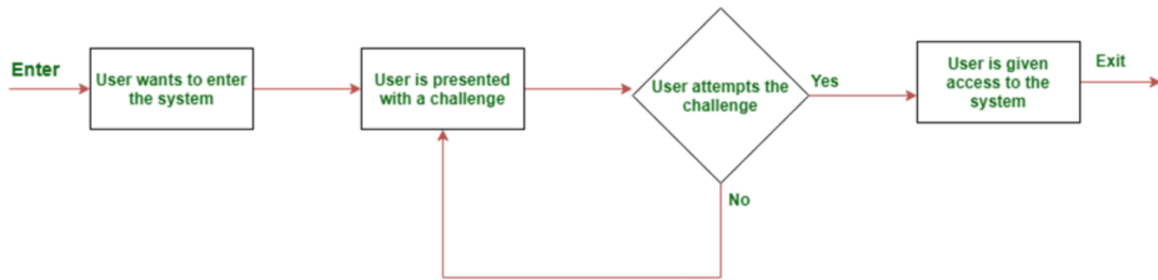 Enter
User wants to enter
the system
User is presented
with a challenge
User attempts the
challenge
Yes
No
User is given
access to the
system
Exit